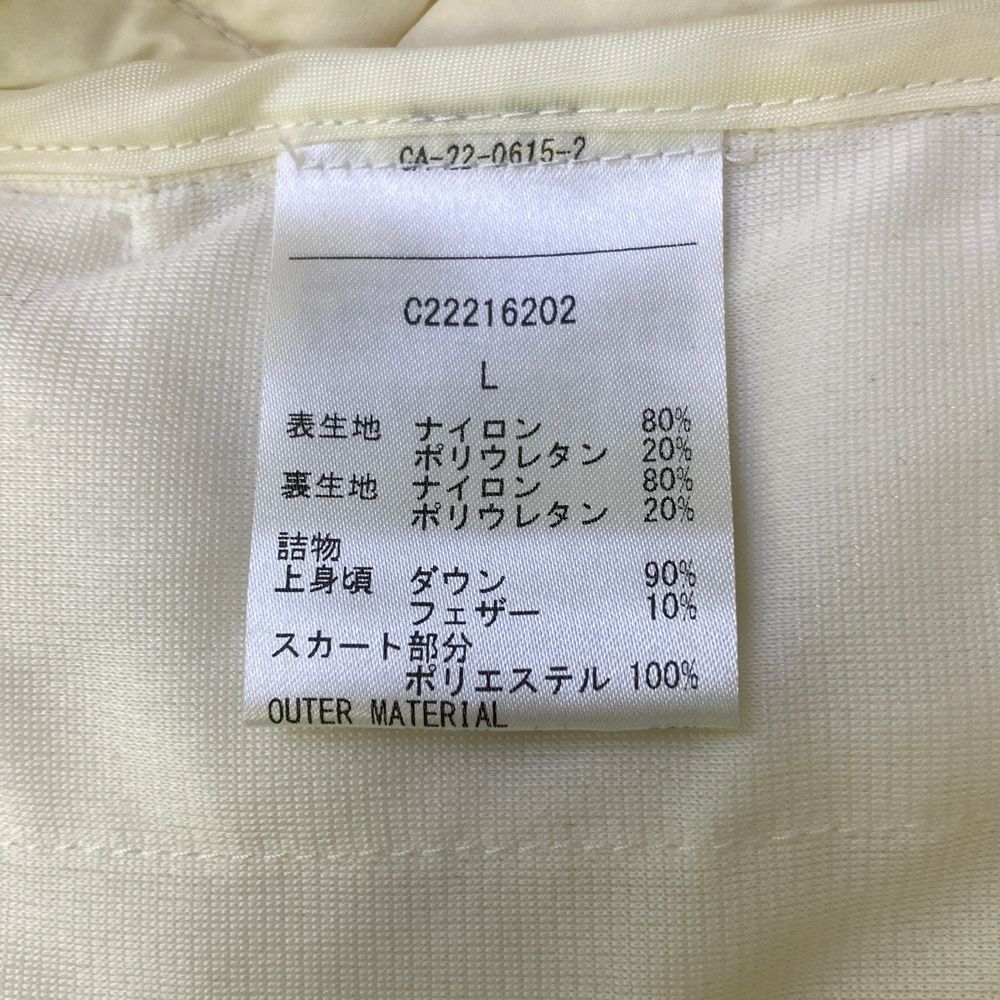 CA-22-0615-2
C22216202
L
表生地 ナイロン 80%
ポリウレタン 20%
裏生地 ナイロン 80%
ポリウレタン 20%
詰物
上身頃 ダウン 90%
フェザー 10%
スカート部分
ポリエステル 100%
OUTER MATERIAL